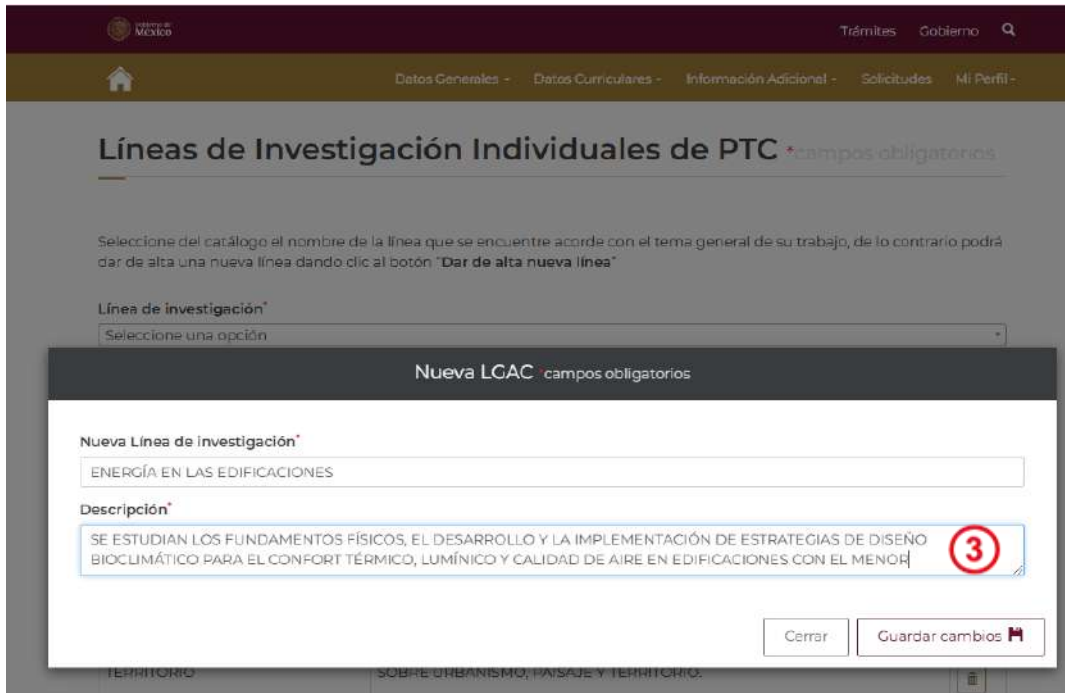 Gobierno de
México
Trámites Gobierno
Datos Generales - Datos Curriculares - Información Adicional - Solicitudes Mi Perfil -
Líneas de Investigación Individuales de PTC *campos obligatorios
Seleccione del catálogo el nombre de la línea que se encuentre acorde con el tema general de su trabajo, de lo contrario podrá
dar de alta una nueva línea dando clic al botón "Dar de alta nueva línea"
Línea de investigación*
Seleccione una opción
Nueva LGAC *campos obligatorios
Nueva Línea de investigación*
ENERGÍA EN LAS EDIFICACIONES
Descripción*
SE ESTUDIAN LOS FUNDAMENTOS FÍSICOS, EL DESARROLLO Y LA IMPLEMENTACIÓN DE ESTRATEGIAS DE DISEÑO
BIOCLIMÁTICO PARA EL CONFORT TÉRMICO, LUMÍNICO Y CALIDAD DE AIRE EN EDIFICACIONES CON EL MENOR
3
Cerrar Guardar cambios
TERRITORIO SOBRE URBANISMO, PAISAJE Y TERRITORIO.